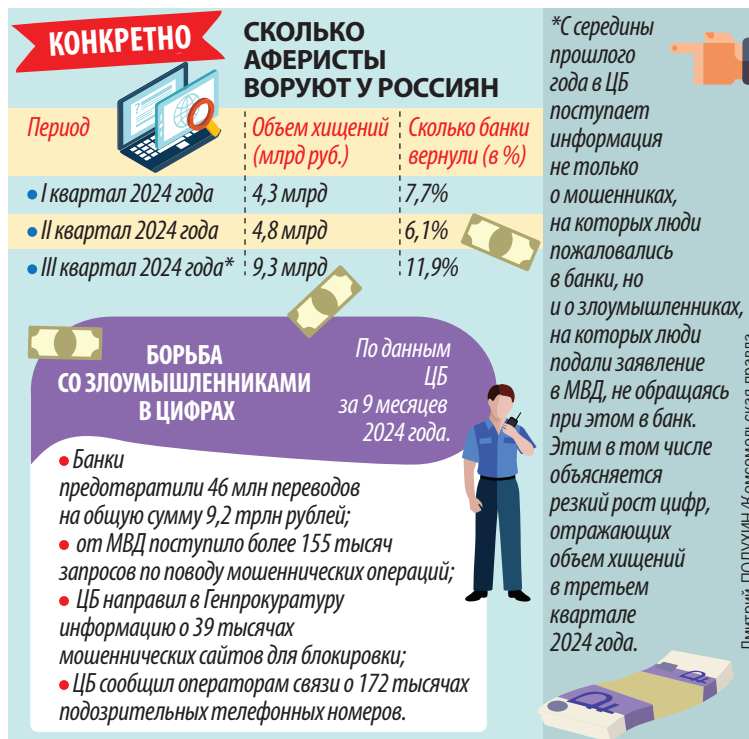 КОНКРЕТНО
СКОЛЬКО
АФЕРИСТЫ
ВОРУЮТ У РОССИЯН
Период Объем хищений Сколько банки
(млрд руб.) вернули (в %)
• I квартал 2024 года 4,3 млрд 7,7%
• II квартал 2024 года 4,8 млрд 6,1%
• III квартал 2024 года* 9,3 млрд 11,9%
БОРЬБА
СО ЗЛОУМЫШЛЕННИКАМИ
В ЦИФРАХ
По данным
ЦБ
за 9 месяцев
2024 года.
• Банки
предотвратили 46 млн переводов
на общую сумму 9,2 трлн рублей;
• от МВД поступило более 155 тысяч
запросов по поводу мошеннических операций;
• ЦБ направил в Генпрокуратуру
информацию о 39 тысячах
мошеннических сайтов для блокировки;
• ЦБ сообщил операторам связи о 172 тысячах
подозрительных телефонных номеров.
*С середины
прошлого
года в ЦБ
поступает
информация
не только
о мошенниках,
на которых люди
пожаловались
в банки, но
и о злоумышленниках,
на которых люди
подали заявление
в МВД, не обращаясь
при этом в банк.
Этим в том числе
объясняется
резкий рост цифр,
отражающих
объем хищений
в третьем
квартале
2024 года.
Дмитрий ПОЛУХИН/Комсомольская правда